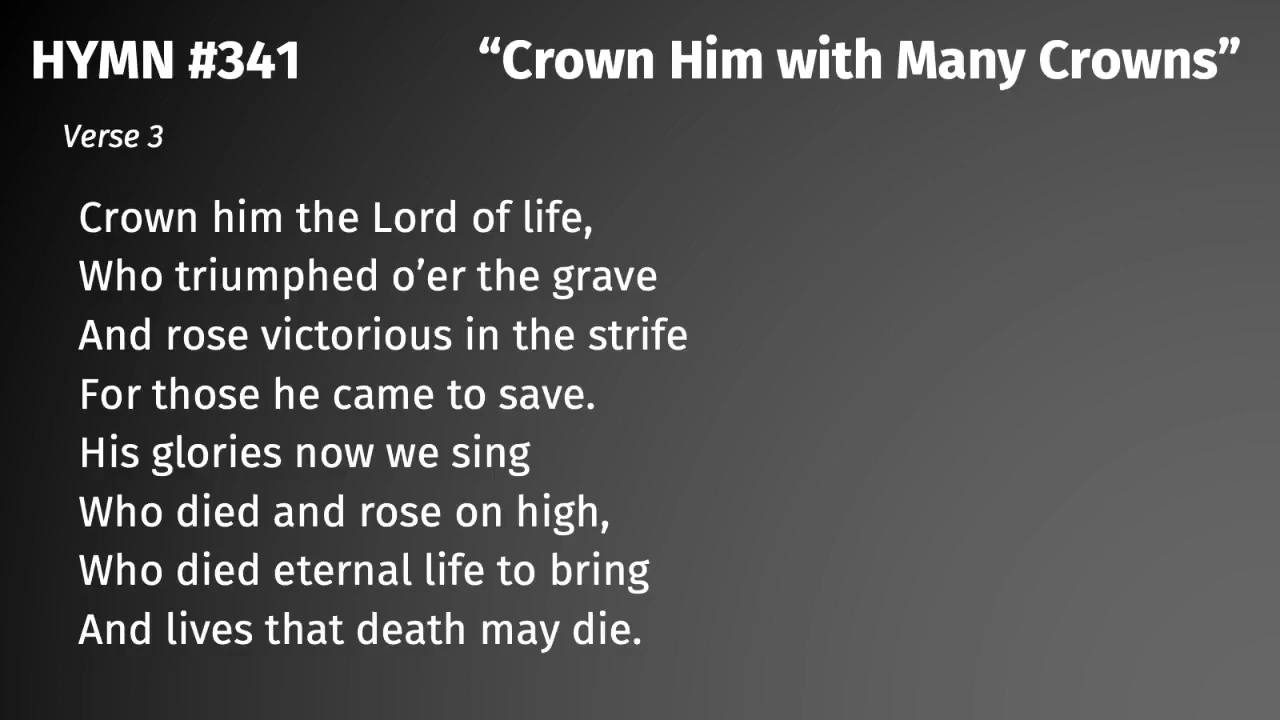 HYMN #341 “Crown Him with Many Crowns”
Verse 3
Crown him the Lord of life,
Who triumphed o’er the grave
And rose victorious in the strife
For those he came to save.
His glories now we sing
Who died and rose on high,
Who died eternal life to bring
And lives that death may die.